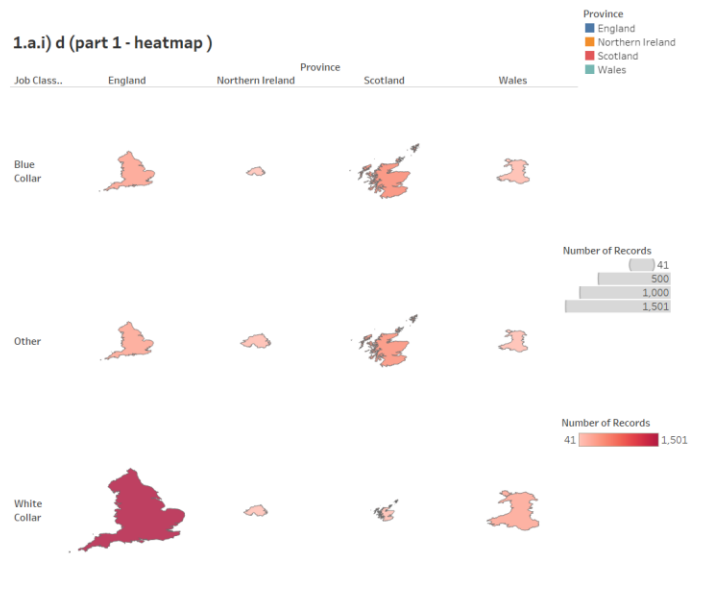 Province
England
Northern Ireland
Scotland
Wales
1.a.i) d (part 1 - heatmap )
Province
Job Class.. England Northern Ireland Scotland Wales
Blue
Collar
Number of Records
41
500
1,000
1,501
Other
Number of Records
41 1,501
White
Collar